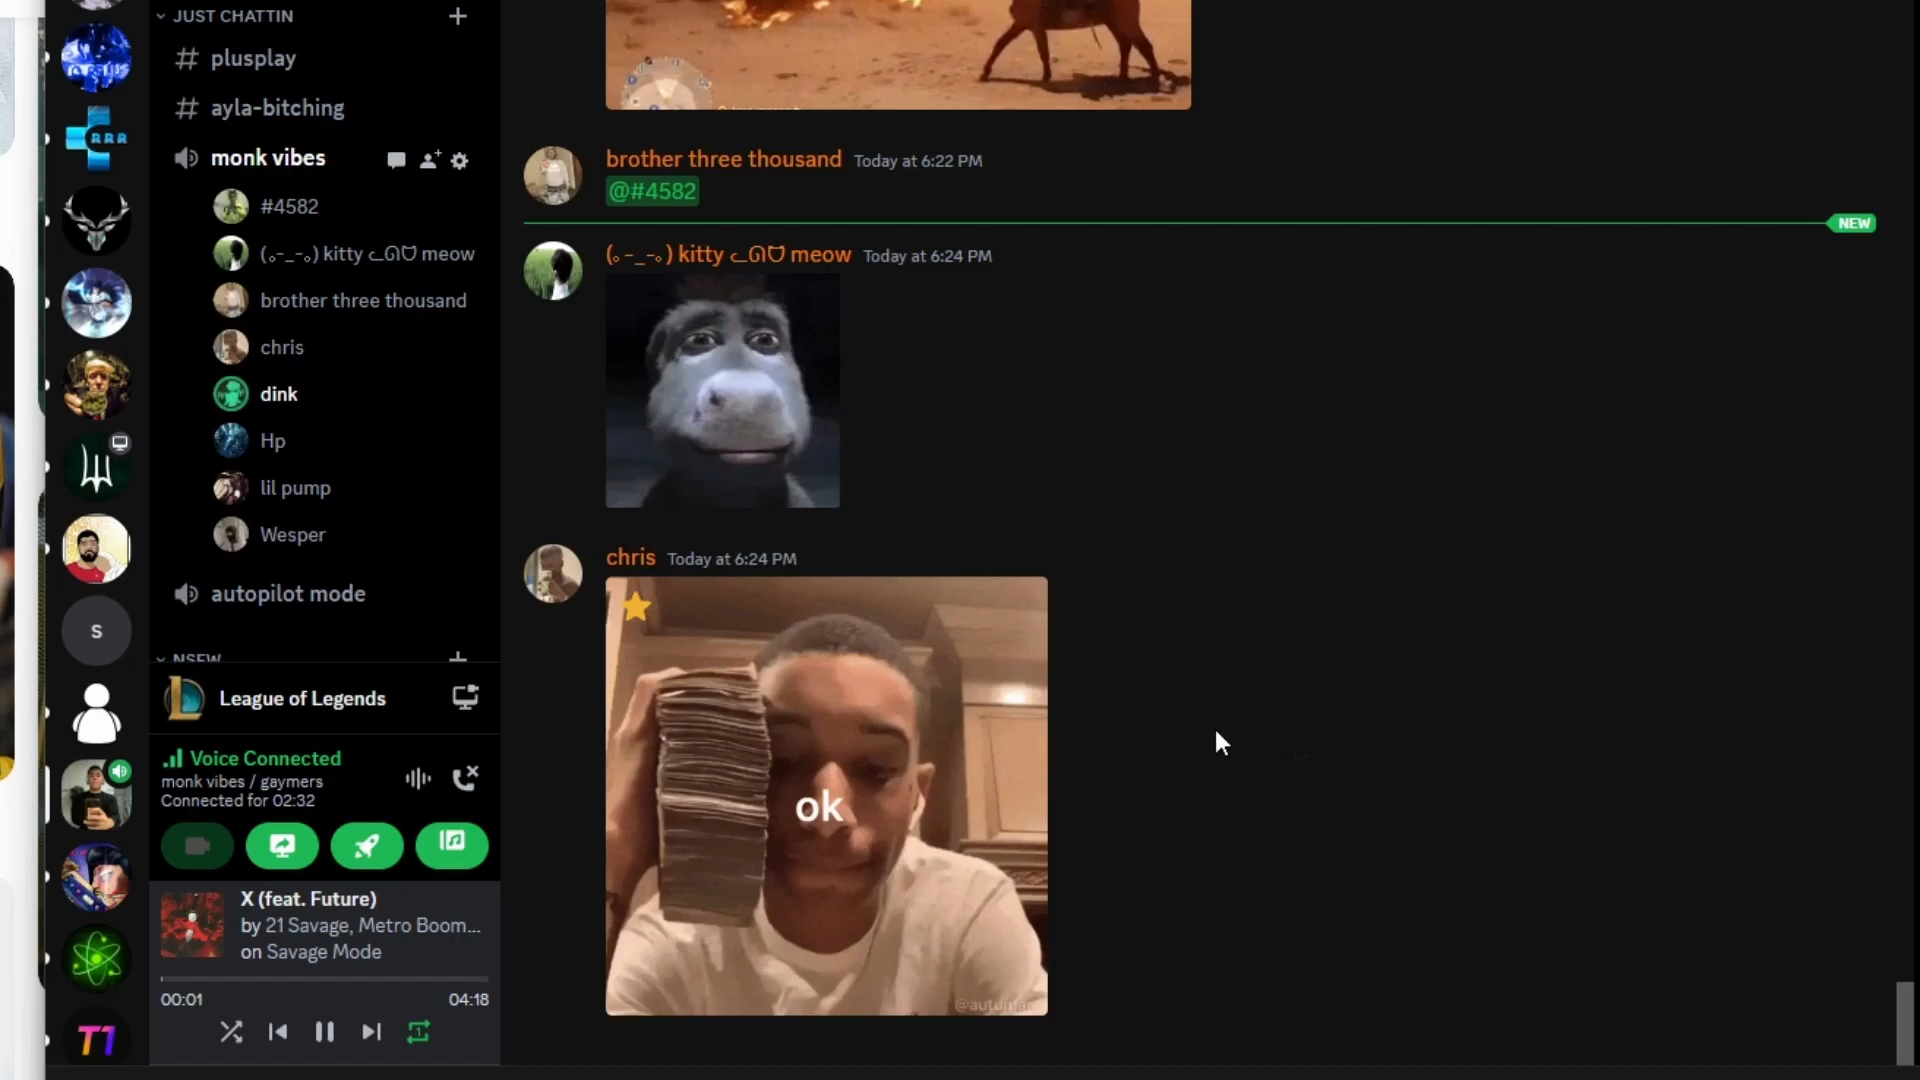 JUST CHATTIN
plusplay
ayla-bitching
monk vibes
#4582
(｡-_-｡) kitty ᓚᘏᗢ meow
brother three thousand
chris
dink
Hp
lil pump
Wesper
autopilot mode
NSFW
League of Legends
Voice Connected
monk vibes / gaymers
Connected for 02:32
X (feat. Future)
by 21 Savage, Metro Boom...
on Savage Mode
00:01
04:18
RRR
S
T1
brother three thousand Today at 6:22 PM
@#4582
NEW
(｡-_-｡) kitty ᓚᘏᗢ meow Today at 6:24 PM
chris Today at 6:24 PM
ok